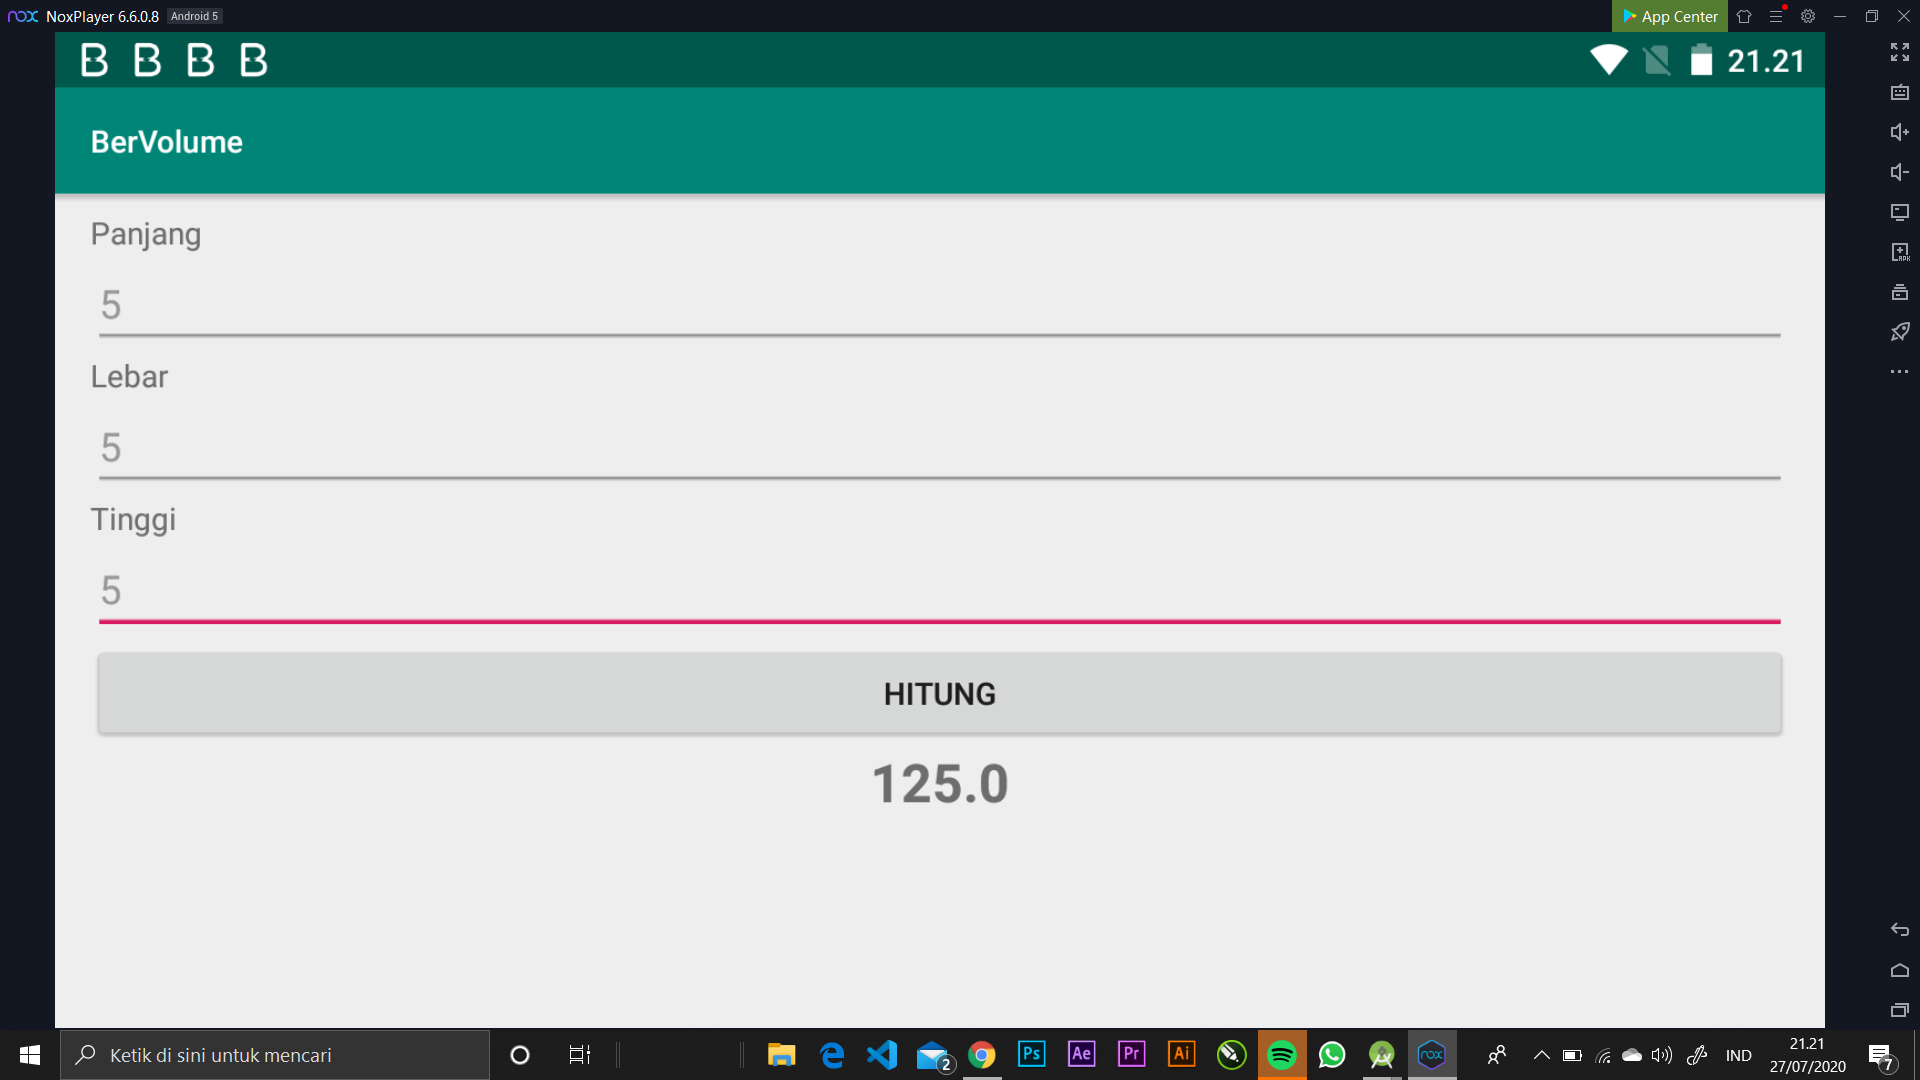 nox NoxPlayer 6.6.0.8 Android 5 App Center
B B B B 21.21
BerVolume
Panjang
5
Lebar
5
Tinggi
5
HITUNG
125.0
APK
Ketik di sini untuk mencari 2 Ps Ae Pr Ai nox IND 21.21
27/07/2020
7